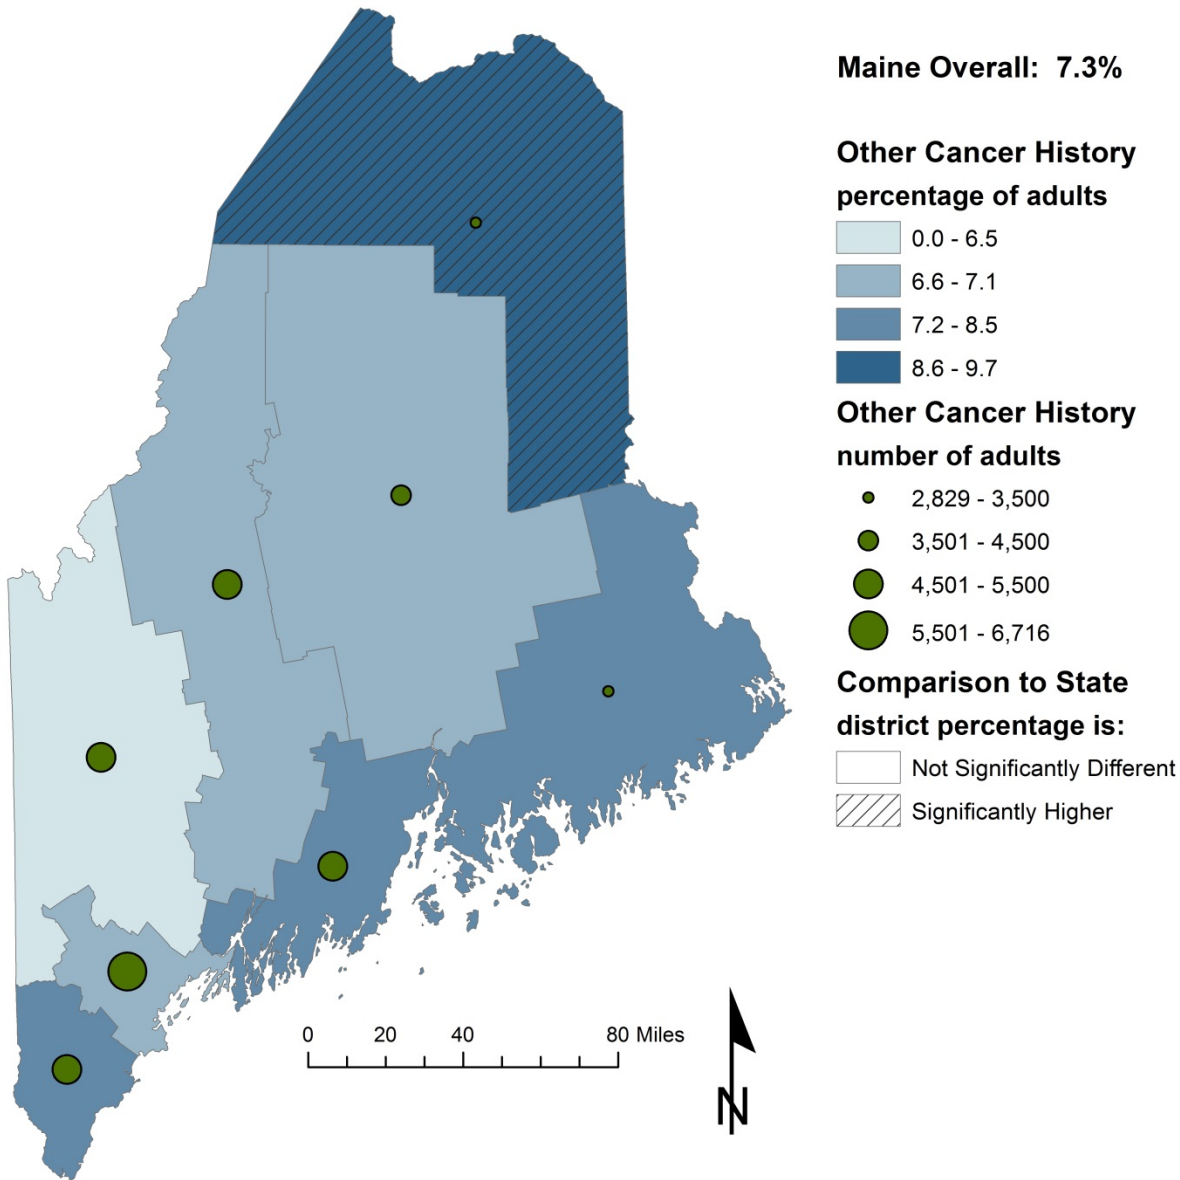 Maine Overall: 7.3%
Other Cancer History
percentage of adults
0.0 - 6.5
6.6 - 7.1
7.2 - 8.5
8.6 - 9.7
Other Cancer History
number of adults
2,829 - 3,500
3,501 - 4,500
4,501 - 5,500
5,501 - 6,716
Comparison to State
district percentage is:
Not Significantly Different
Significantly Higher
0 20 40 80 Miles
N